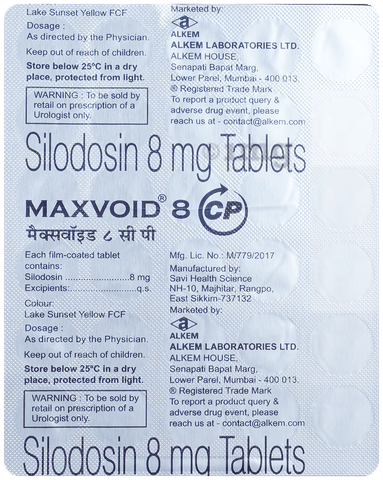 Lake Sunset Yellow FCF
Dosage :
As directed by the Physician.
Keep out of reach of children.
Store below 25°C in a dry
place, protected from light.
WARNING : To be sold by
retail on prescription of a
Urologist only.
Marketed by:
a
ALKEM
ALKEM LABORATORIES LTD.
ALKEM HOUSE,
Senapati Bapat Marg,
Lower Parel, Mumbai - 400 013.
® Registered Trade Mark
To report a product query &
adverse drug event, please
reach us at - contact@alkem.com
Silodosin 8 mg Tablets
MAXVOID® 8 CP
मैक्सवॉइड ८ सी पी
Each film-coated tablet
contains:
Silodosin ........................8 mg
Excipients:.......................q.s.
Colour:
Lake Sunset Yellow FCF
Dosage :
As directed by the Physician.
Keep out of reach of children.
Store below 25°C in a dry
place, protected from light.
WARNING : To be sold by
retail on prescription of a
Urologist only.
Mfg. Lic. No.: M/779/2017
Manufactured by:
Savi Health Science
NH-10, Majhitar, Rangpo,
East Sikkim-737132
Marketed by:
a
ALKEM
ALKEM LABORATORIES LTD.
ALKEM HOUSE,
Senapati Bapat Marg,
Lower Parel, Mumbai - 400 013.
® Registered Trade Mark
To report a product query &
adverse drug event, please
reach us at - contact@alkem.com
Silodosin 8 mg Tablets